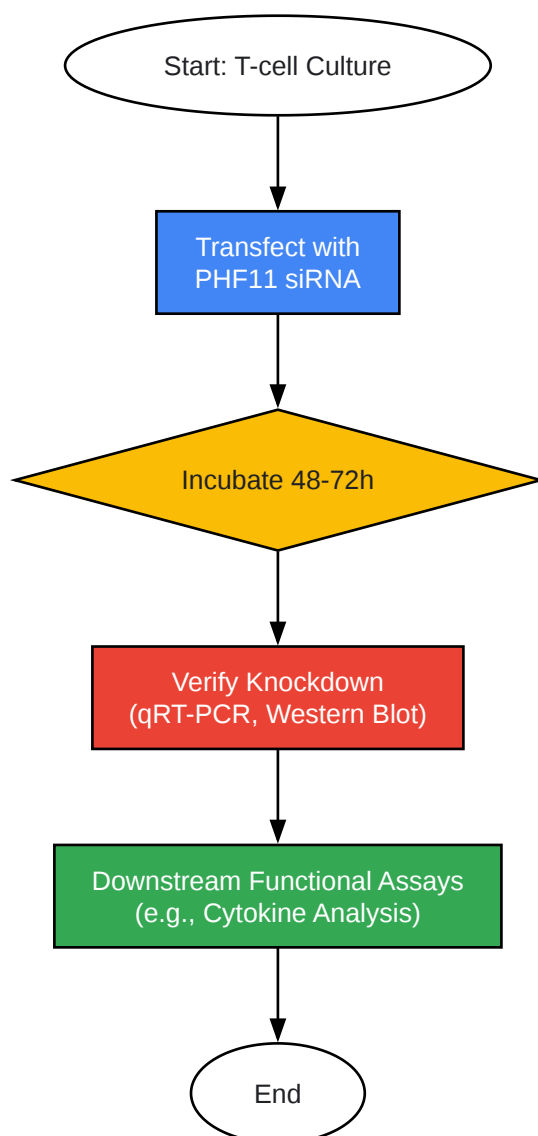 Start: T-cell Culture
Transfect with
PHF11 siRNA
Incubate 48-72h
Verify Knockdown
(qRT-PCR, Western Blot)
Downstream Functional Assays
(e.g., Cytokine Analysis)
End